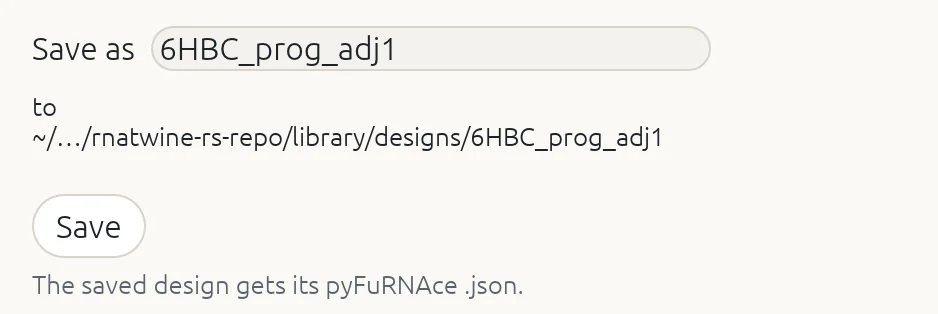 Save as 6HBC_prog_adj1
to
~/…/rnatwine-rs-repo/library/designs/6HBC_prog_adj1
Save
The saved design gets its pyFuRNAce .json.